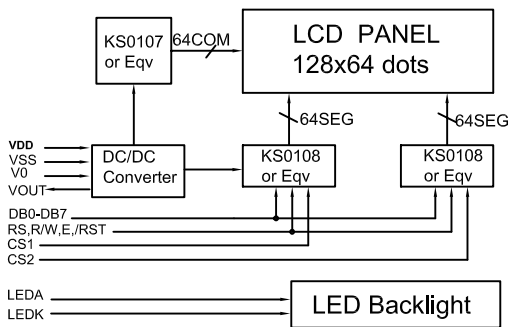 KS0107
or Eqv
64COM
LCD PANEL
128x64 dots
64SEG
64SEG
VDD
VSS
V0
VOUT
DC/DC
Converter
KS0108
or Eqv
KS0108
or Eqv
DB0-DB7
RS,R/W,E,/RST
CS1
CS2
LEDA
LEDK
LED Backlight